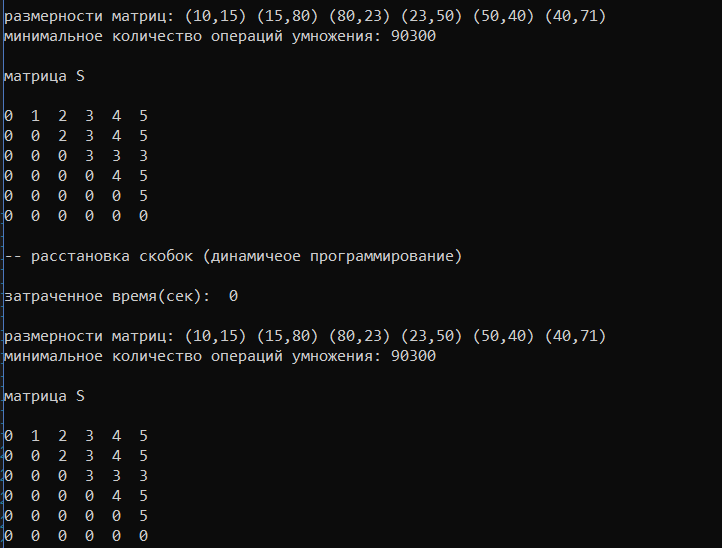 размерности матриц: (10,15) (15,80) (80,23) (23,50) (50,40) (40,71)
минимальное количество операций умножения: 90300
матрица S
0 1 2 3 4 5
0 0 2 3 4 5
0 0 0 3 3 3
0 0 0 0 4 5
0 0 0 0 0 5
0 0 0 0 0 0
-- расстановка скобок (динамичеое программирование)
затраченное время(сек): 0
размерности матриц: (10,15) (15,80) (80,23) (23,50) (50,40) (40,71)
минимальное количество операций умножения: 90300
матрица S
0 1 2 3 4 5
0 0 2 3 4 5
0 0 0 3 3 3
0 0 0 0 4 5
0 0 0 0 0 5
0 0 0 0 0 0